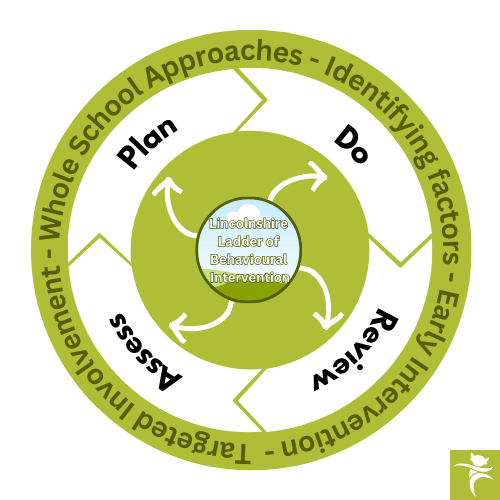 Whole School Approaches - Identifying factors - Early Intervention - Targeted Involvement -
Plan
Do
Review
Assess
Lincolnshire
Ladder of
Behavioural
Intervention